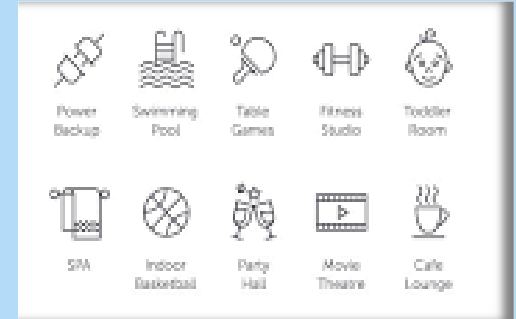 Power Swimming Table Fitness Toddler
Backup Pool Games Studio Room
SPA Indoor Party Movie Cafe
Basketball Hall Theatre Lounge